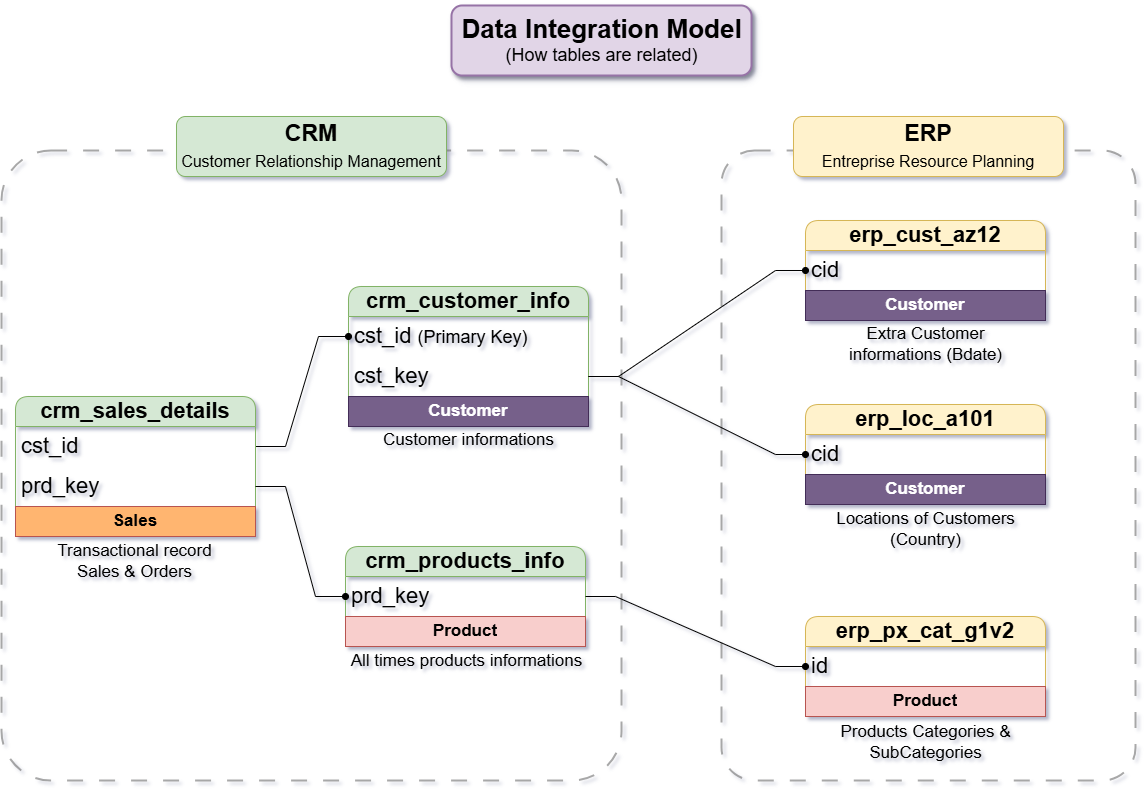 Data Integration Model
(How tables are related)
CRM
Customer Relationship Management
ERP
Entreprise Resource Planning
crm_sales_details
cst_id
prd_key
Sales
Transactional record
Sales & Orders
crm_customer_info
cst_id (Primary Key)
cst_key
Customer
Customer informations
crm_products_info
prd_key
Product
All times products informations
erp_cust_az12
cid
Customer
Extra Customer
informations (Bdate)
erp_loc_a101
cid
Customer
Locations of Customers
(Country)
erp_px_cat_g1v2
id
Product
Products Categories &
SubCategories